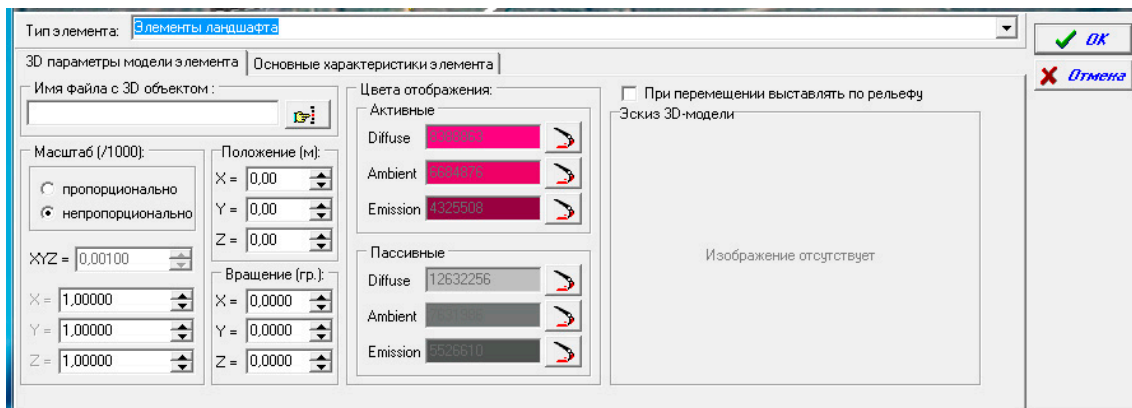 Тип элемента: Элементы ландшафта
OK
Отмена
3D параметры модели элемента
Основные характеристики элемента
Имя файла с 3D объектом :
Масштаб (/1000):
пропорционально
непропорционально
XYZ = 0,00100
X = 1,00000
Y = 1,00000
Z = 1,00000
Положение (м):
X = 0,00
Y = 0,00
Z = 0,00
Вращение (гр.):
X = 0,0000
Y = 0,0000
Z = 0,0000
Цвета отображения:
Активные
Diffuse 8388863
Ambient 6684876
Emission 4325508
Пассивные
Diffuse 12632256
Ambient
Emission 5526610
При перемещении выставлять по рельефу
Эскиз 3D-модели
Изображение отсутствует